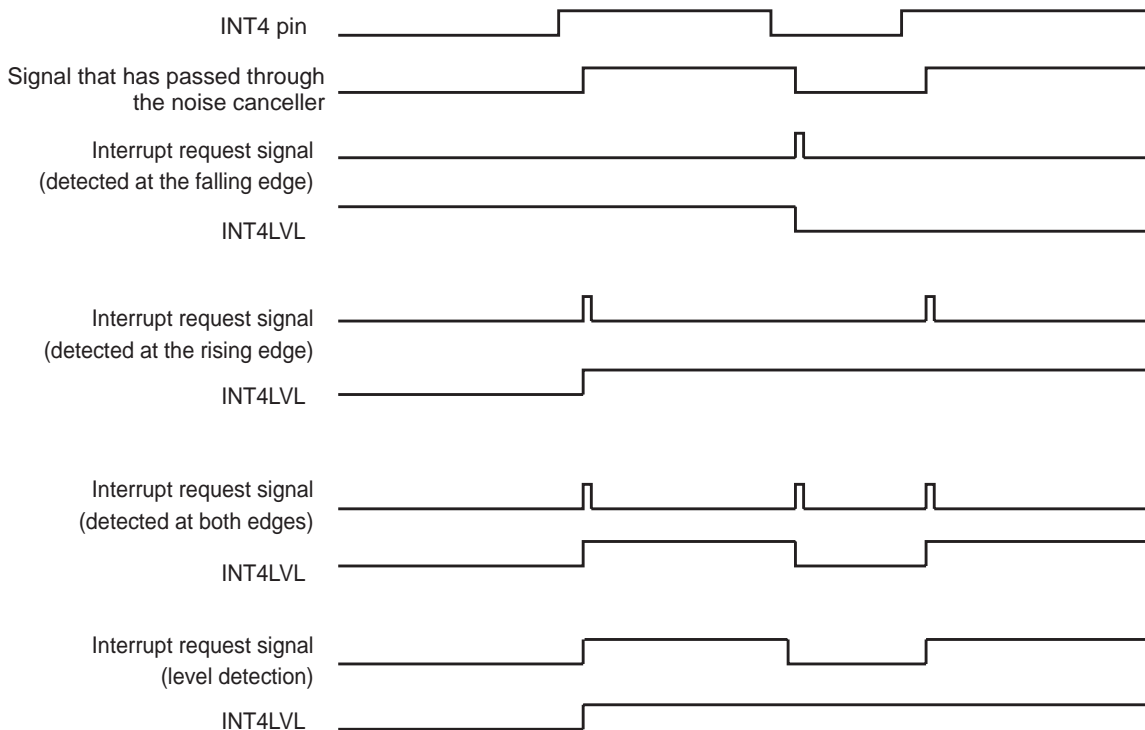 INT4 pin
Signal that has passed through
the noise canceller
Interrupt request signal
(detected at the falling edge)
INT4LVL
Interrupt request signal
(detected at the rising edge)
INT4LVL
Interrupt request signal
(detected at both edges)
INT4LVL
Interrupt request signal
(level detection)
INT4LVL